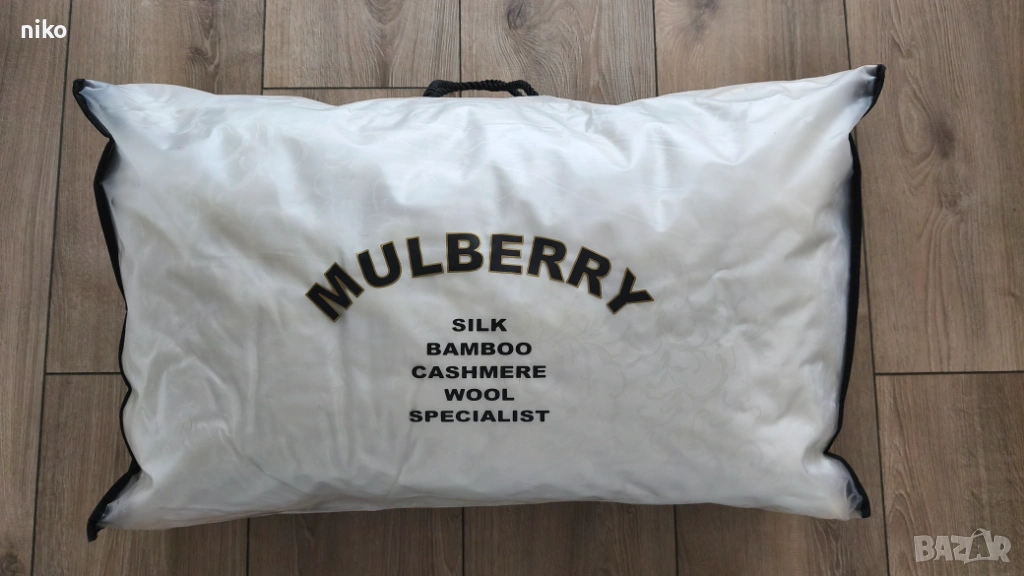 niko
MULBERRY
SILK
BAMBOO
CASHMERE
WOOL
SPECIALIST
BAZAR